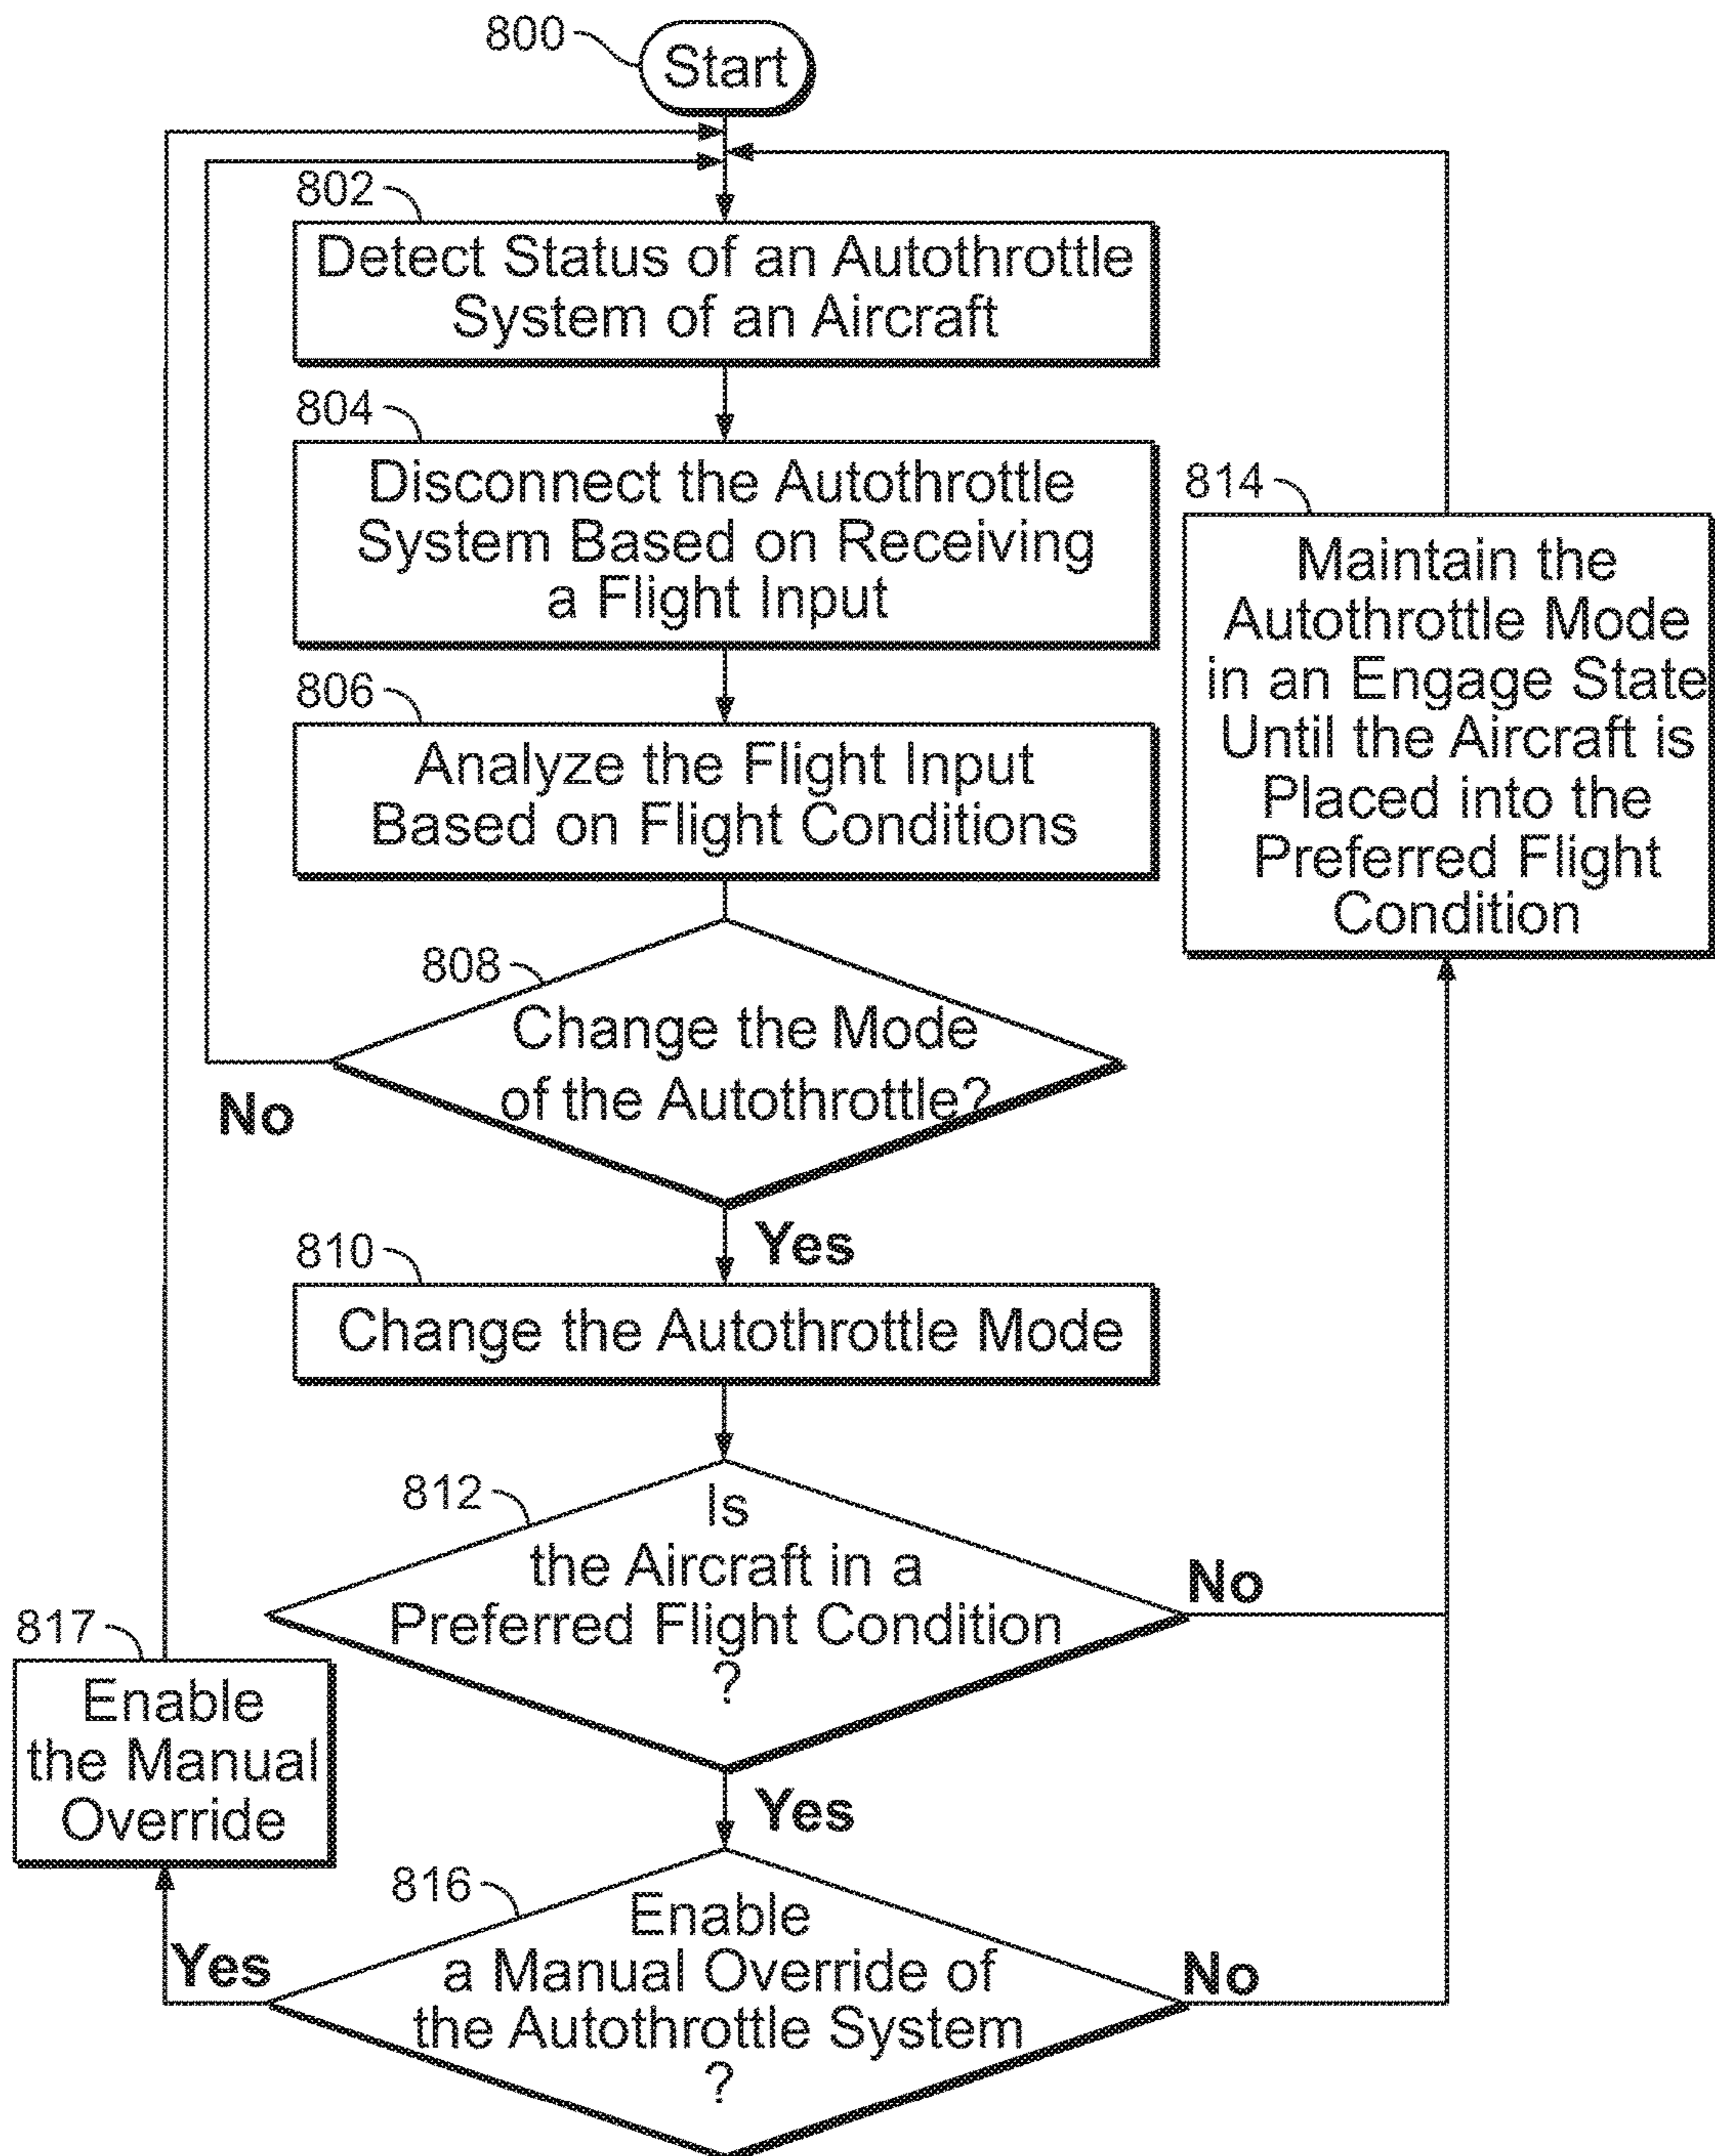 800
Start
802
Detect Status of an Autothrottle
System of an Aircraft
804
Disconnect the Autothrottle
System Based on Receiving
a Flight Input
814
Maintain the
Autothrottle Mode
in an Engage State
Until the Aircraft is
Placed into the
Preferred Flight
Condition
806
Analyze the Flight Input
Based on Flight Conditions
808
Change the Mode
of the Autothrottle?
No
Yes
810
Change the Autothrottle Mode
812
Is
the Aircraft in a
Preferred Flight Condition
?
No
817
Enable
the Manual
Override
Yes
816
Enable
a Manual Override of
the Autothrottle System
?
Yes
No